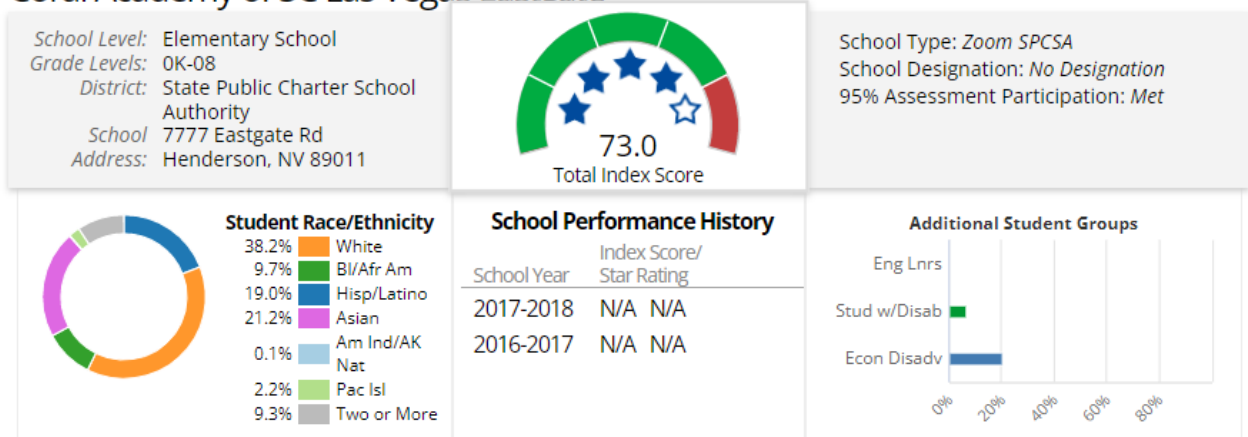 School Level: Elementary School
Grade Levels: 0K-08
District: State Public Charter School
Authority
School 7777 Eastgate Rd
Address: Henderson, NV 89011
73.0
Total Index Score
School Type: Zoom SPCSA
School Designation: No Designation
95% Assessment Participation: Met
Student Race/Ethnicity
38.2% White
9.7% Bl/Afr Am
19.0% Hisp/Latino
21.2% Asian
0.1% Am Ind/AK
Nat
2.2% Pac Isl
9.3% Two or More
School Performance History
School Year Index Score/
Star Rating
2017-2018 N/A N/A
2016-2017 N/A N/A
Additional Student Groups
Eng Lnrs
Stud w/Disab
Econ Disadv
0% 20% 40% 60% 80%